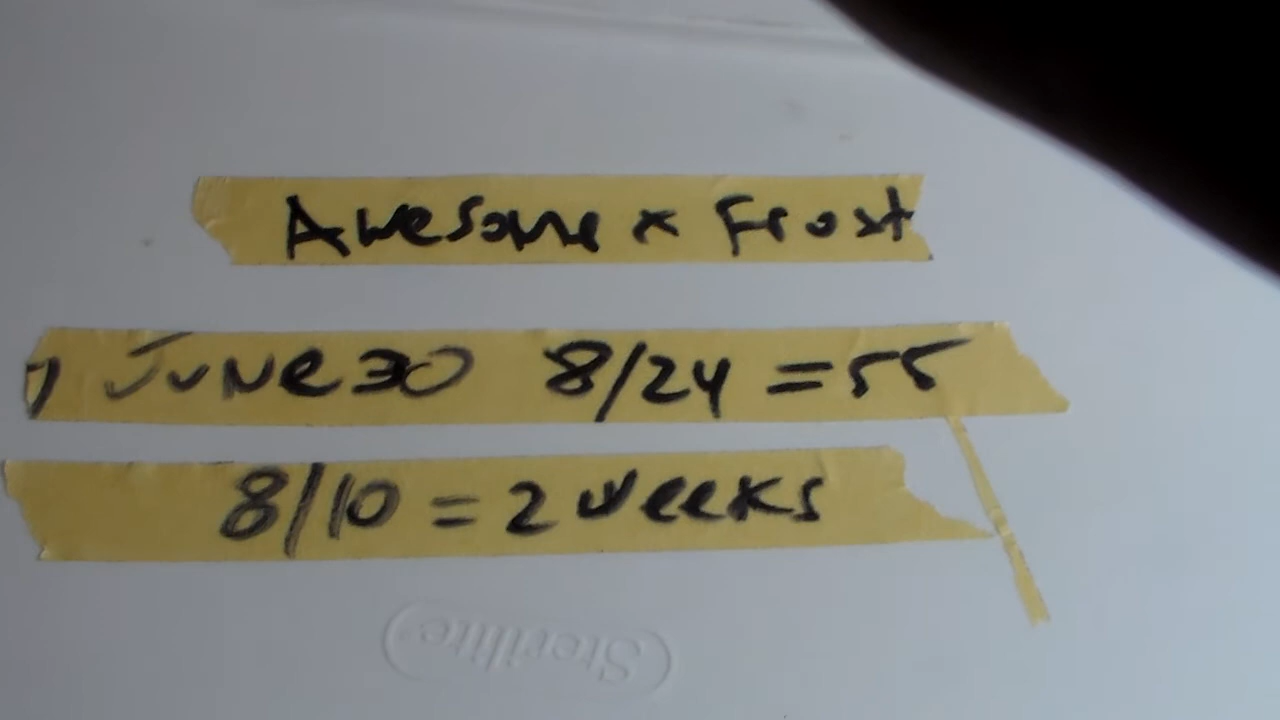 Awesome x Frost
, June 30 8/24 = 55
8/10 = 2 weeks
Sterilite